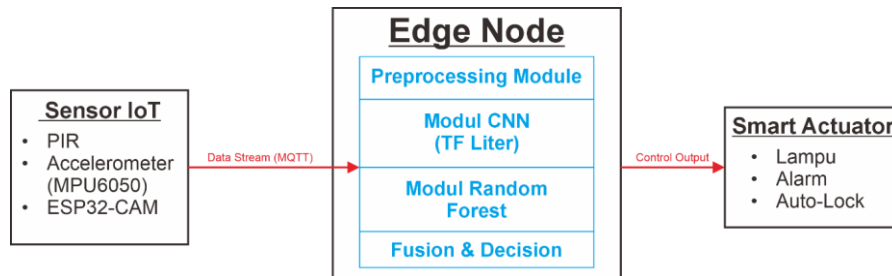 Sensor IoT
• PIR
• Accelerometer
(MPU6050)
• ESP32-CAM
Data Stream (MQTT)
Edge Node
Preprocessing Module
Modul CNN
(TF Liter)
Modul Random
Forest
Fusion & Decision
Control Output
Smart Actuator
• Lampu
• Alarm
• Auto-Lock